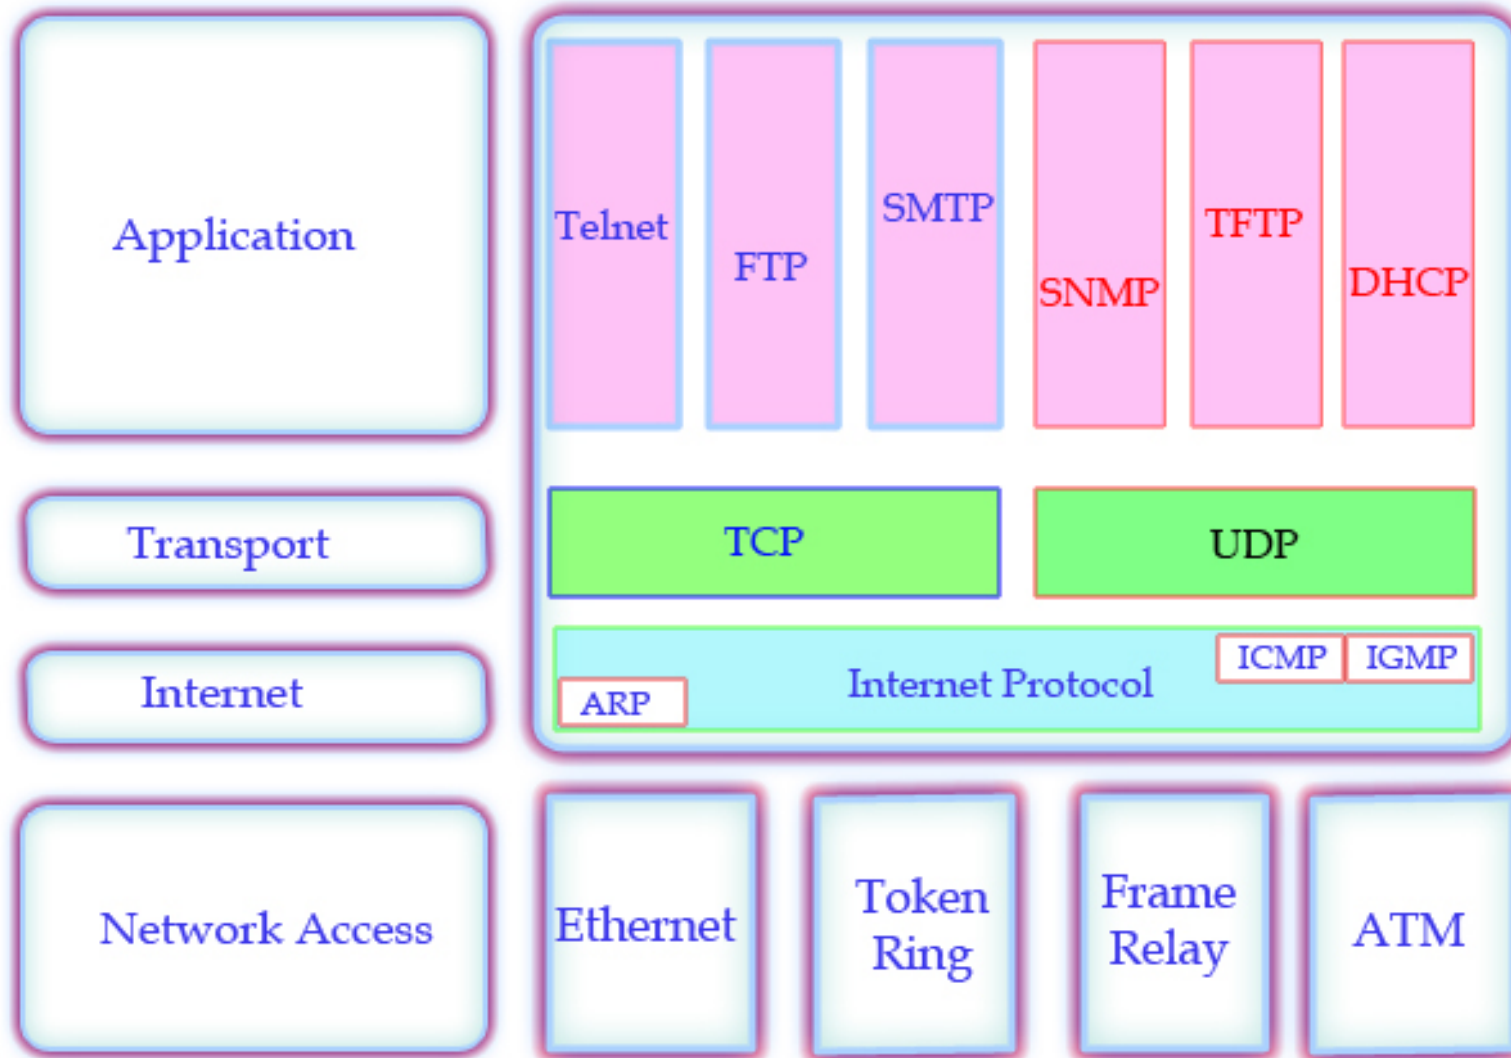 Application
Telnet
FTP
SMTP
SNMP
TFTP
DHCP
Transport
TCP
UDP
Internet
Internet Protocol
ARP
ICMP
IGMP
Network Access
Ethernet
Token
Ring
Frame
Relay
ATM